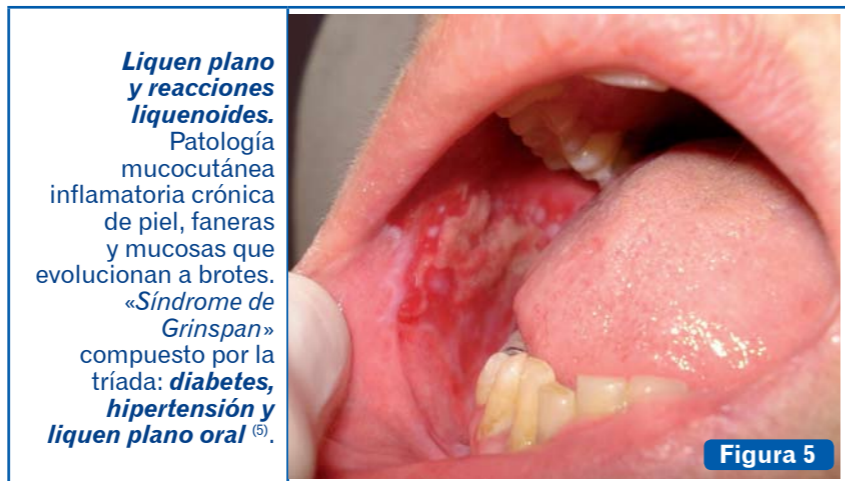 Liquen plano
y reacciones
liquenoides.
Patología
mucocutánea
inflamatoria crónica
de piel, faneras
y mucosas que
evolucionan a brotes.
«Síndrome de
Grinspan»
compuesto por la
tríada: diabetes,
hipertensión y
liquen plano oral (5).
Figura 5